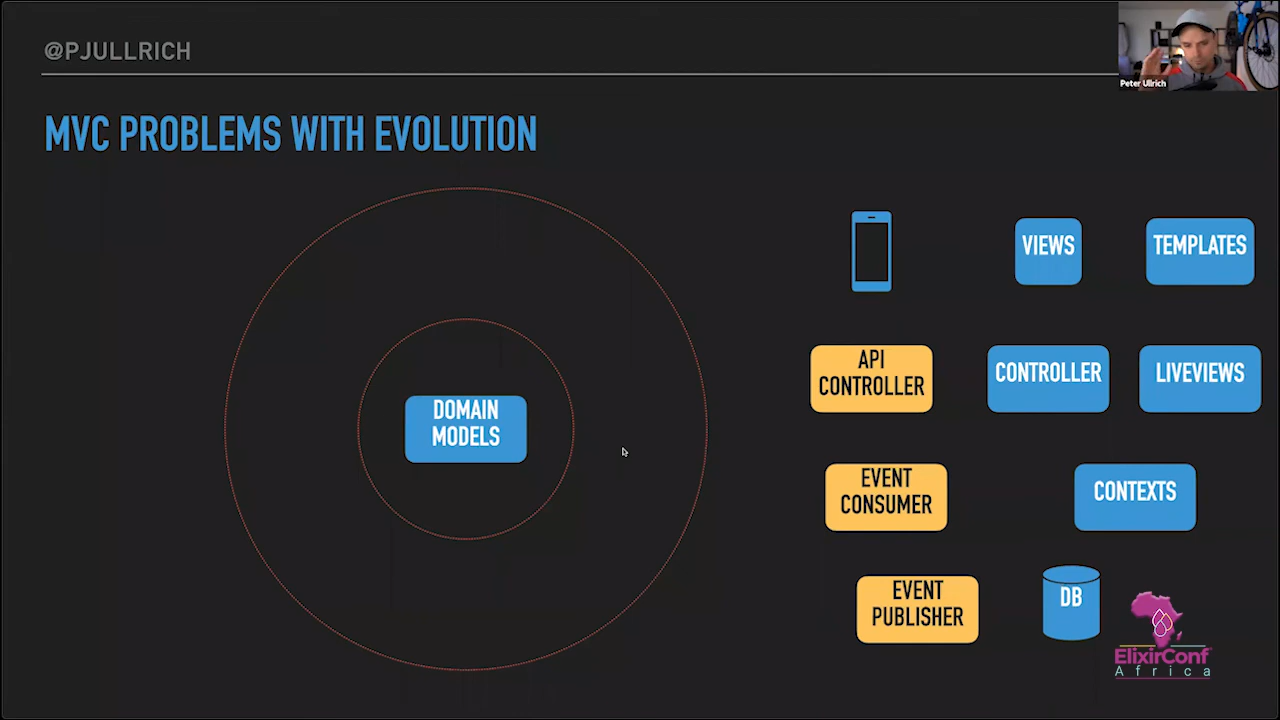 @PJULLRICH
Peter Ullrich
MVC PROBLEMS WITH EVOLUTION
DOMAIN
MODELS
VIEWS
TEMPLATES
API
CONTROLLER
CONTROLLER
LIVEVIEWS
EVENT
CONSUMER
CONTEXTS
EVENT
PUBLISHER
DB
ElixirConf
Africa